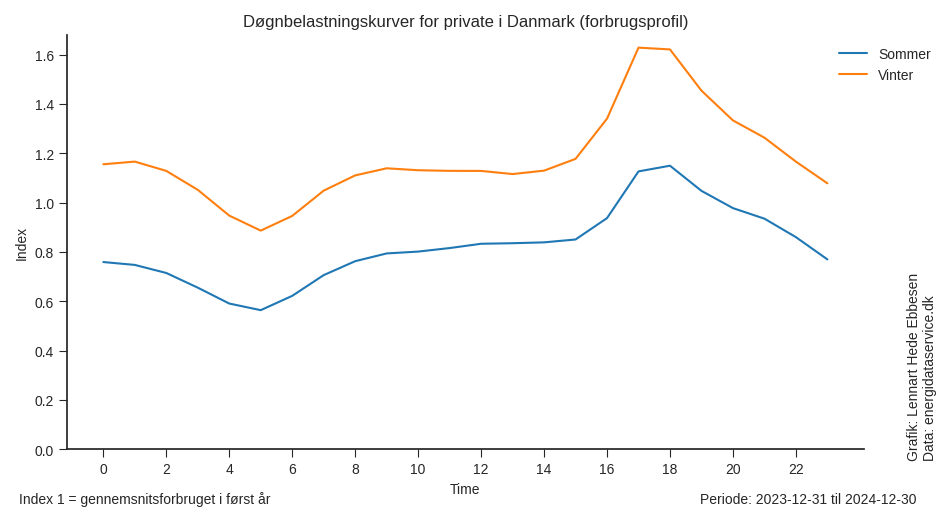 Døgnbelastningskurver for private i Danmark (forbrugsprofil)
Sommer
Vinter
1.6
1.4
1.2
1.0
0.8
0.6
0.4
0.2
0.0
Index
0 2 4 6 8 10 12 14 16 18 20 22
Time
Grafik: Lennart Hede Ebbesen
Data: energidataservice.dk
Index 1 = gennemsnitsforbruget i først år
Periode: 2023-12-31 til 2024-12-30